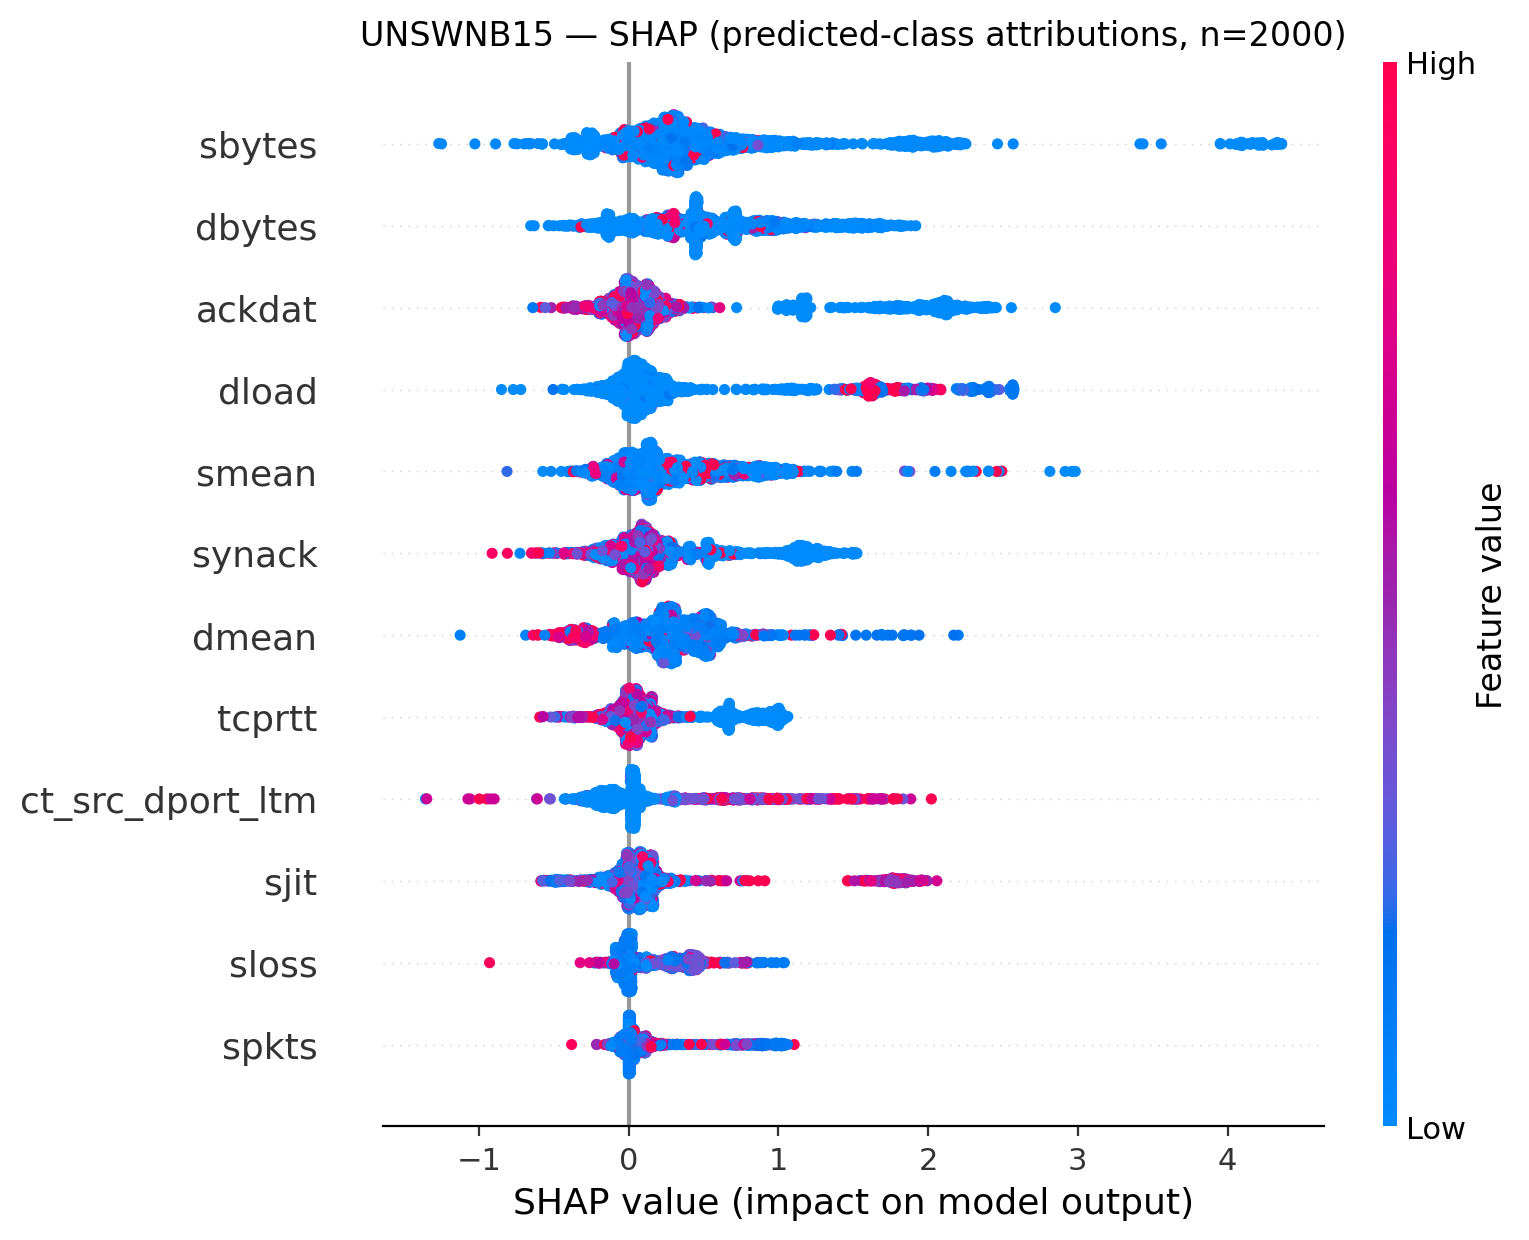 UNSWNB15 — SHAP (predicted-class attributions, n=2000)
High
sbytes
dbytes
ackdat
dload
smean
synack
dmean
tcprtt
ct_src_dport_ltm
sjit
sloss
spkts
Feature value
Low
−1 0 1 2 3 4
SHAP value (impact on model output)